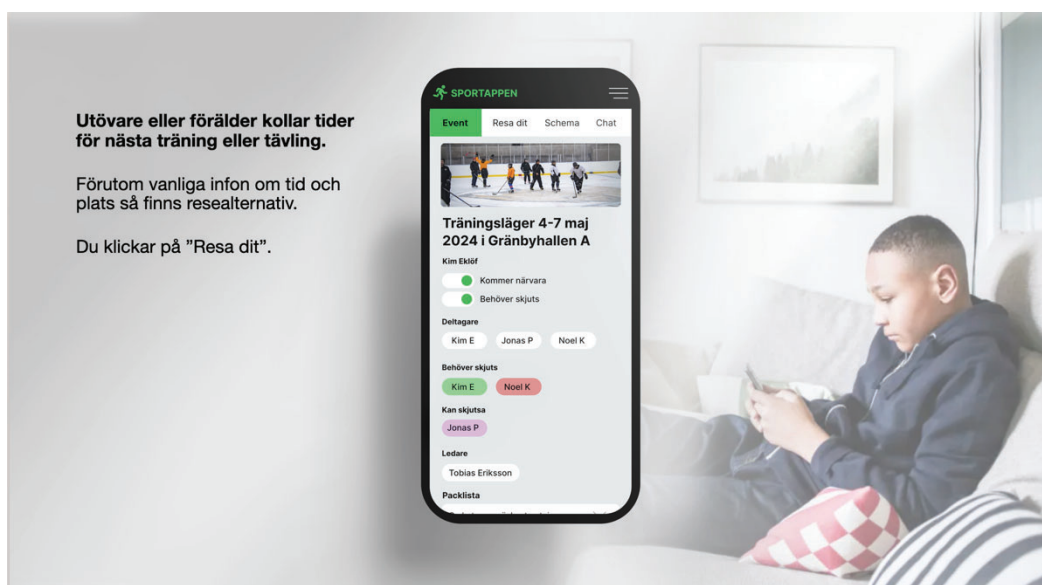 Utövare eller förälder kollar tider
för nästa träning eller tävling.
Förutom vanliga infon om tid och
plats så finns resealternativ.
Du klickar på ”Resa dit”.
SPORTAPPEN
Event Resa dit Schema Chat
Träningsläger 4-7 maj
2024 i Gränbyhallen A
Kim Eklöf
Kommer närvara
Behöver skjuts
Deltagare
Kim E Jonas P Noel K
Behöver skjuts
Kim E Noel K
Kan skjutsa
Jonas P
Ledare
Tobias Eriksson
Packlista